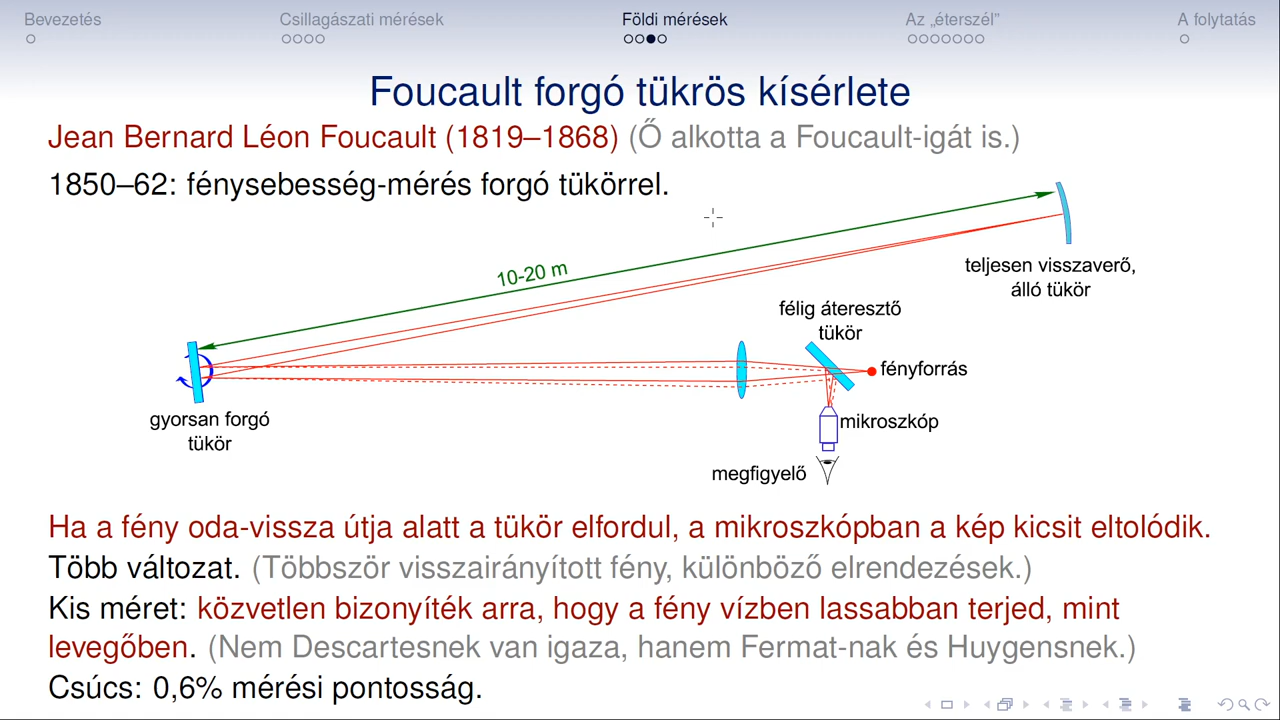 Bevezetés
Csillagászati mérések
Földi mérések
Az „éterszél”
A folytatás
Foucault forgó tükrös kísérlete
Jean Bernard Léon Foucault (1819–1868) (Ő alkotta a Foucault-igát is.)
1850–62: fénysebesség-mérés forgó tükörrel.
10-20 m
teljesen visszaverő,
álló tükör
félig áteresztő
tükör
fényforrás
gyorsan forgó
tükör
mikroszkóp
megfigyelő
Ha a fény oda-vissza útja alatt a tükör elfordul, a mikroszkópban a kép kicsit eltolódik.
Több változat. (Többször visszairányított fény, különböző elrendezések.)
Kis méret: közvetlen bizonyíték arra, hogy a fény vízben lassabban terjed, mint
levegőben. (Nem Descartesnek van igaza, hanem Fermat-nak és Huygensnek.)
Csúcs: 0,6% mérési pontosság.